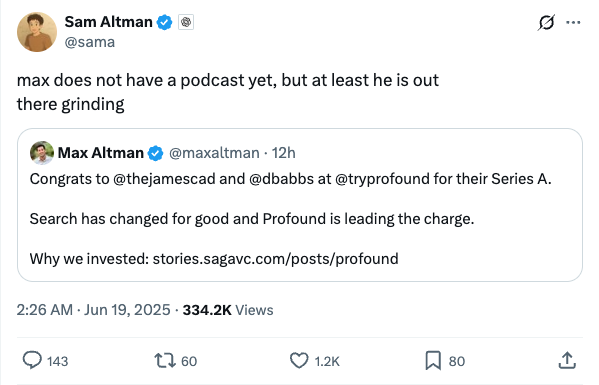 Sam Altman
@sama
max does not have a podcast yet, but at least he is out
there grinding
Max Altman @maxaltman · 12h
Congrats to @thejamescad and @dbabbs at @tryprofound for their Series A.
Search has changed for good and Profound is leading the charge.
Why we invested: stories.sagavc.com/posts/profound
2:26 AM · Jun 19, 2025 · 334.2K Views
143 60 1.2K 80